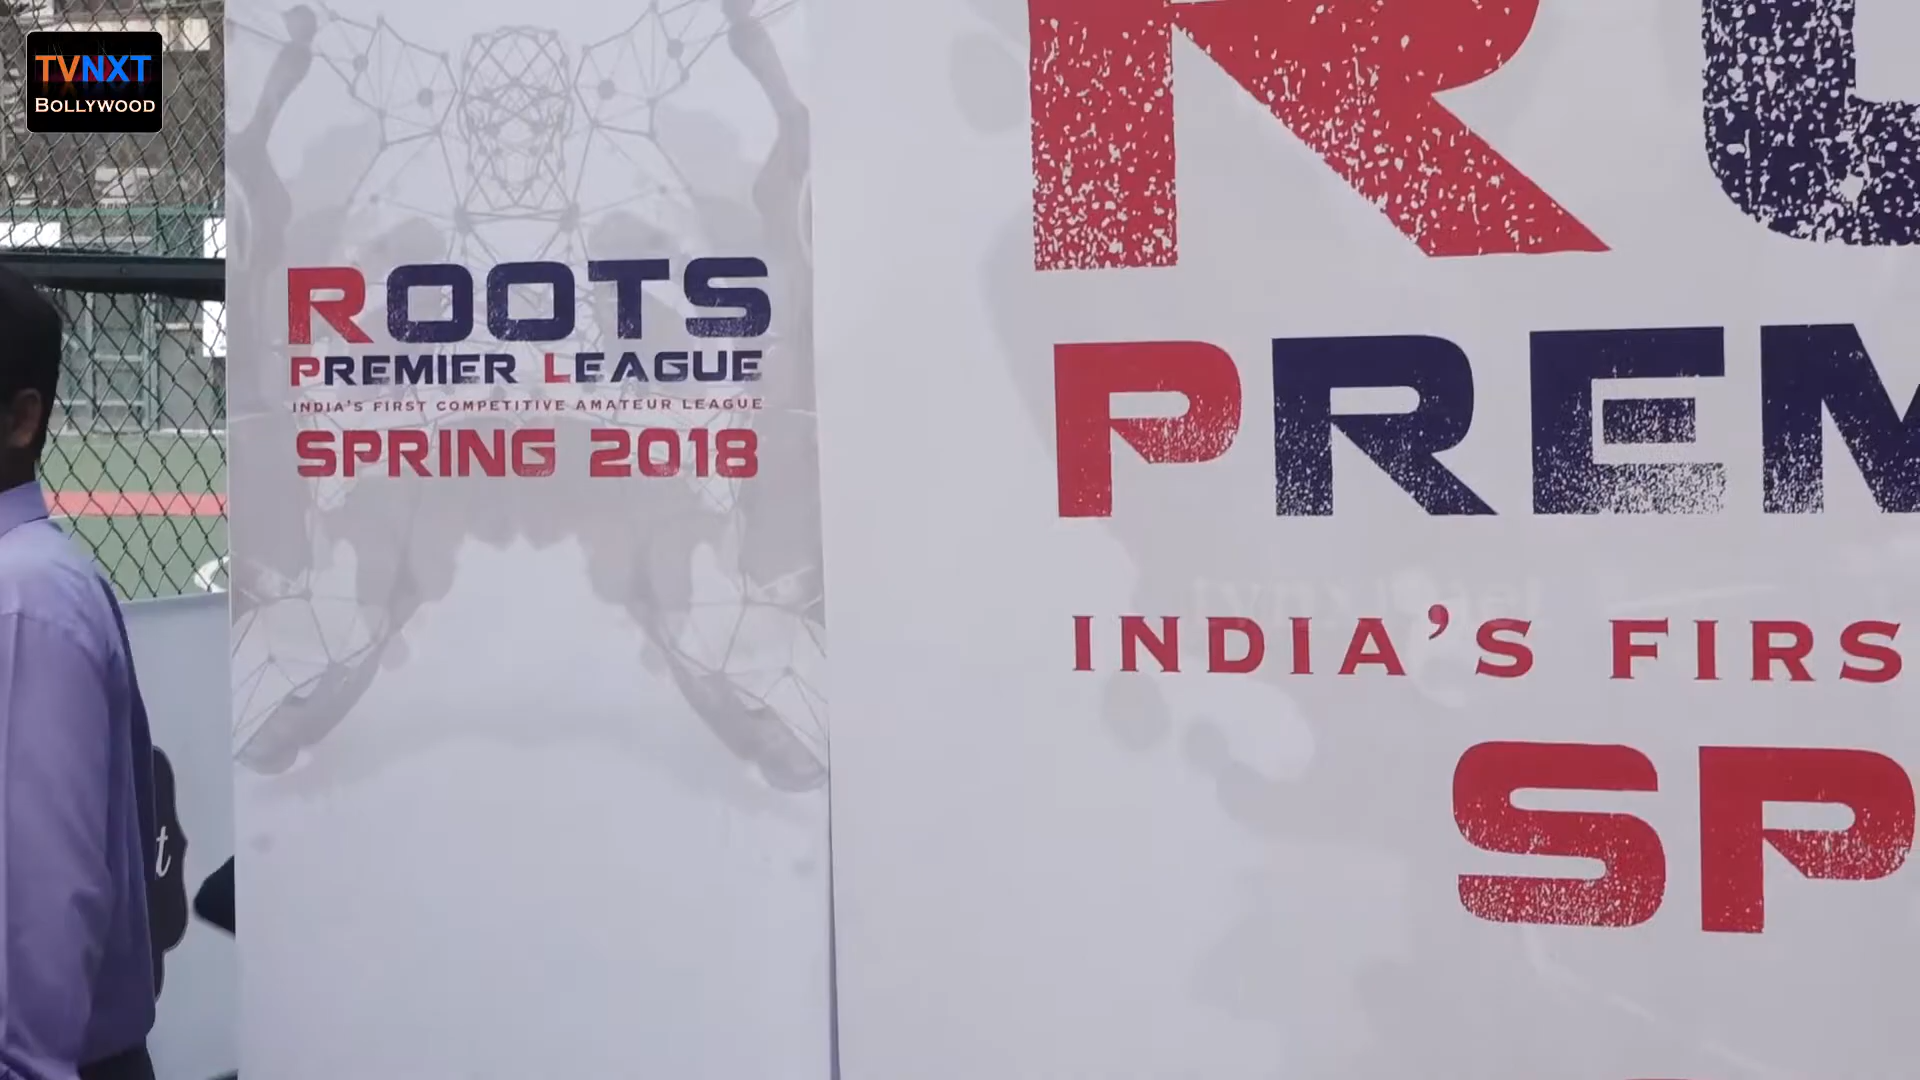 TVNXT
BOLLYWOOD
ROOTS
PREMIER LEAGUE
INDIA'S FIRST COMPETITIVE AMATEUR LEAGUE
SPRING 2018
R
PREM
INDIA'S FIRS
SP
t